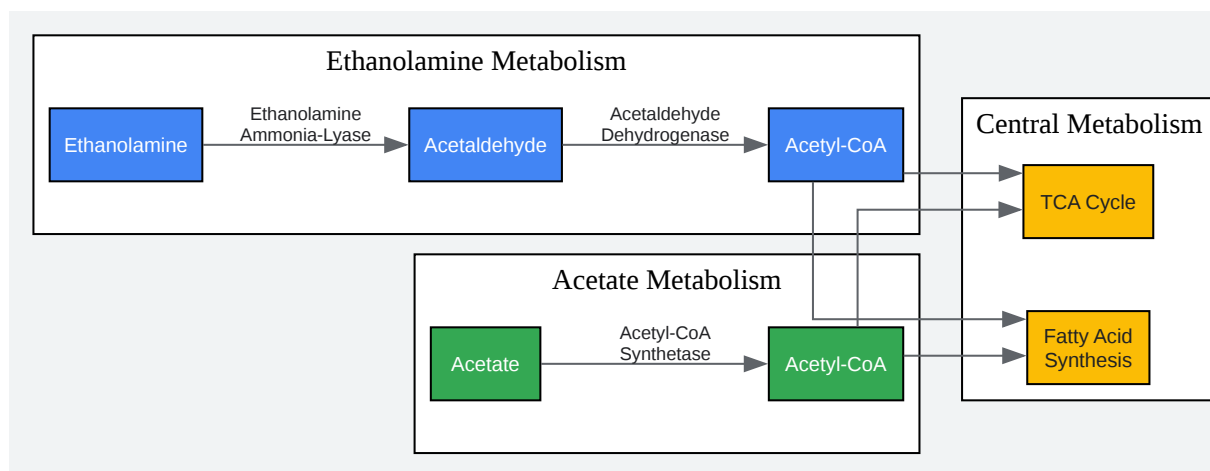 Ethanolamine Metabolism
Ethanolamine
Ethanolamine
Ammonia-Lyase
Acetaldehyde
Acetaldehyde
Dehydrogenase
Acetyl-CoA
Central Metabolism
TCA Cycle
Fatty Acid
Synthesis
Acetate Metabolism
Acetate
Acetyl-CoA
Synthetase
Acetyl-CoA